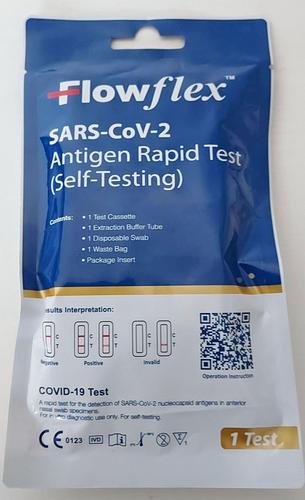 Flowflex™
SARS-CoV-2
Antigen Rapid Test
(Self-Testing)
Contents:
• 1 Test Cassette
• 1 Extraction Buffer Tube
• 1 Disposable Swab
• 1 Waste Bag
• Package Insert
sults Interpretation:
C C C C C
T T T T T
Negative Positive Invalid
Operation Instruction
COVID-19 Test
A rapid test for the detection of SARS-CoV-2 nucleocapsid antigens in anterior
nasal swab specimens.
For in vitro diagnostic use only. For self-testing.
CE 0123 IVD
1 Test